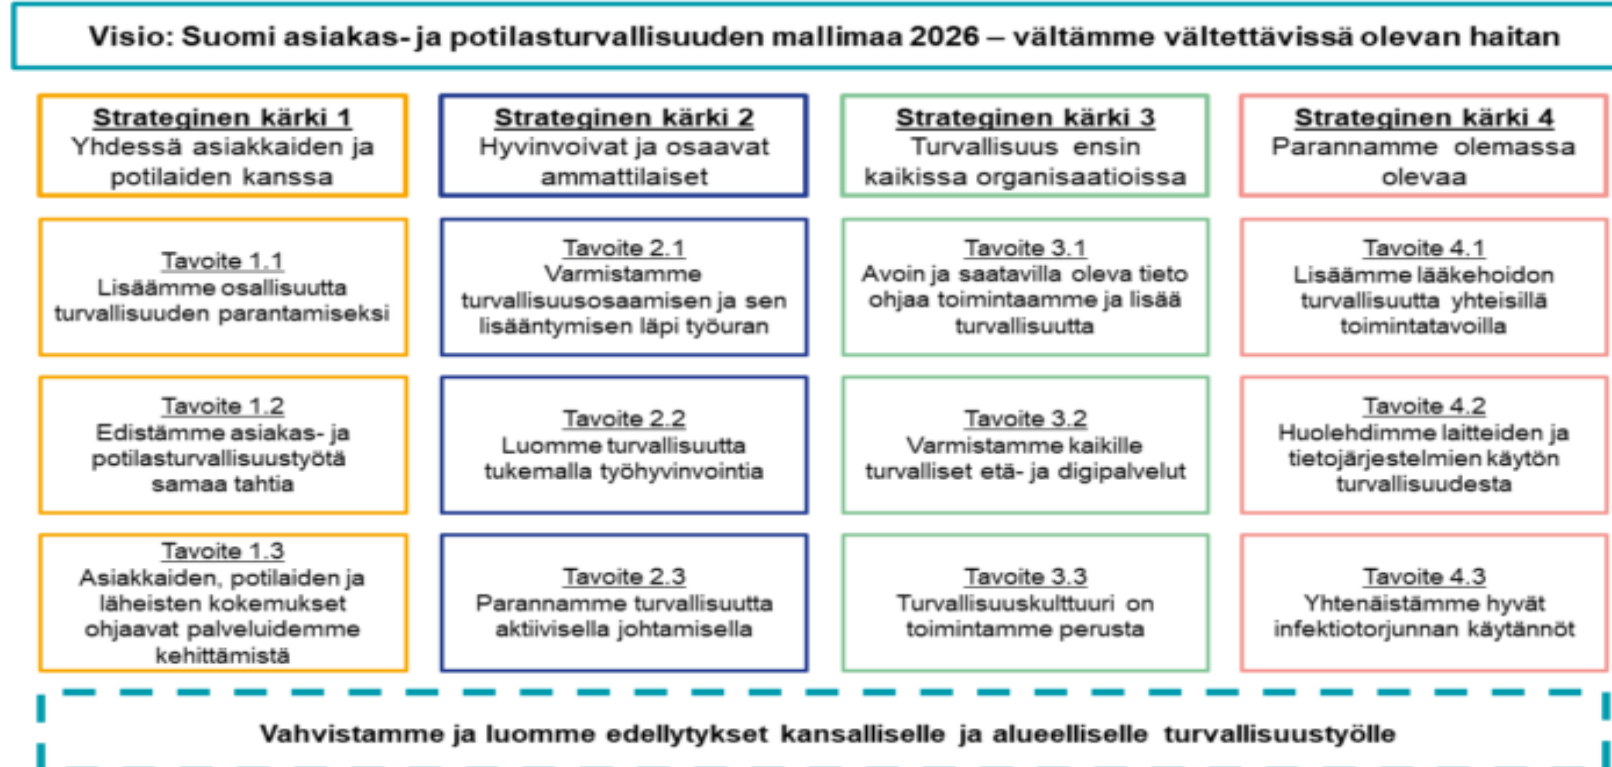 Visio: Suomi asiakas- ja potilasturvallisuuden mallimaa 2026 – vältämme vältettävissä olevan haitan
Strateginen kärki 1
Yhdessä asiakkaiden ja
potilaiden kanssa
Tavoite 1.1
Lisäämme osallisuutta
turvallisuuden parantamiseksi
Tavoite 1.2
Edistämme asiakas- ja
potilasturvallisuustyötä
samaa tahtia
Tavoite 1.3
Asiakkaiden, potilaiden ja
läheisten kokemukset
ohjaavat palveluidemme
kehittämistä
Strateginen kärki 2
Hyvinvoivat ja osaavat
ammattilaiset
Tavoite 2.1
Varmistamme
turvallisuusosaamisen ja sen
lisääntymisen läpi työuran
Tavoite 2.2
Luomme turvallisuutta
tukemalla työhyvinvointia
Tavoite 2.3
Parannamme turvallisuutta
aktiivisella johtamisella
Strateginen kärki 3
Turvallisuus ensin
kaikissa organisaatioissa
Tavoite 3.1
Avoin ja saatavilla oleva tieto
ohjaa toimintaamme ja lisää
turvallisuutta
Tavoite 3.2
Varmistamme kaikille
turvalliset etä- ja digipalvelut
Tavoite 3.3
Turvallisuuskulttuuri on
toimintamme perusta
Strateginen kärki 4
Parannamme olemassa
olevaa
Tavoite 4.1
Lisäämme lääkehoidon
turvallisuutta yhteisillä
toimintatavoilla
Tavoite 4.2
Huolehdimme laitteiden ja
tietojärjestelmien käytön
turvallisuudesta
Tavoite 4.3
Yhtenäistämme hyvät
infektiotorjunnan käytännöt
Vahvistamme ja luomme edellytykset kansalliselle ja alueelliselle turvallisuustyölle